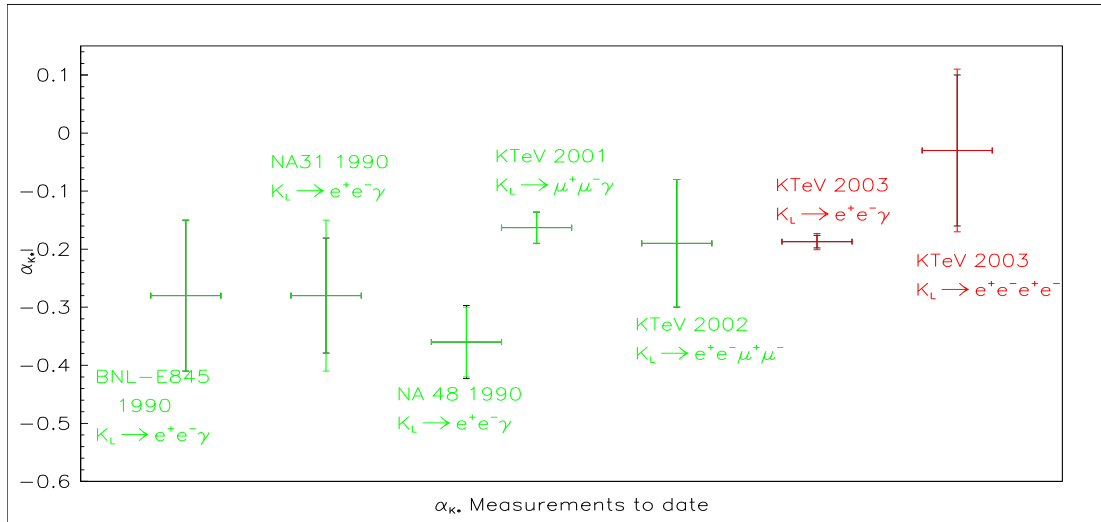 0.1
0
−0.1
−0.2
−0.3
−0.4
−0.5
−0.6
α_K*
BNL−E845
1990
K_L → e⁺e⁻γ
NA31 1990
K_L → e⁺e⁻γ
NA 48 1990
K_L → e⁺e⁻γ
KTeV 2001
K_L → μ⁺μ⁻γ
KTeV 2002
K_L → e⁺e⁻μ⁺μ⁻
KTeV 2003
K_L → e⁺e⁻γ
KTeV 2003
K_L → e⁺e⁻e⁺e⁻
α_K* Measurements to date